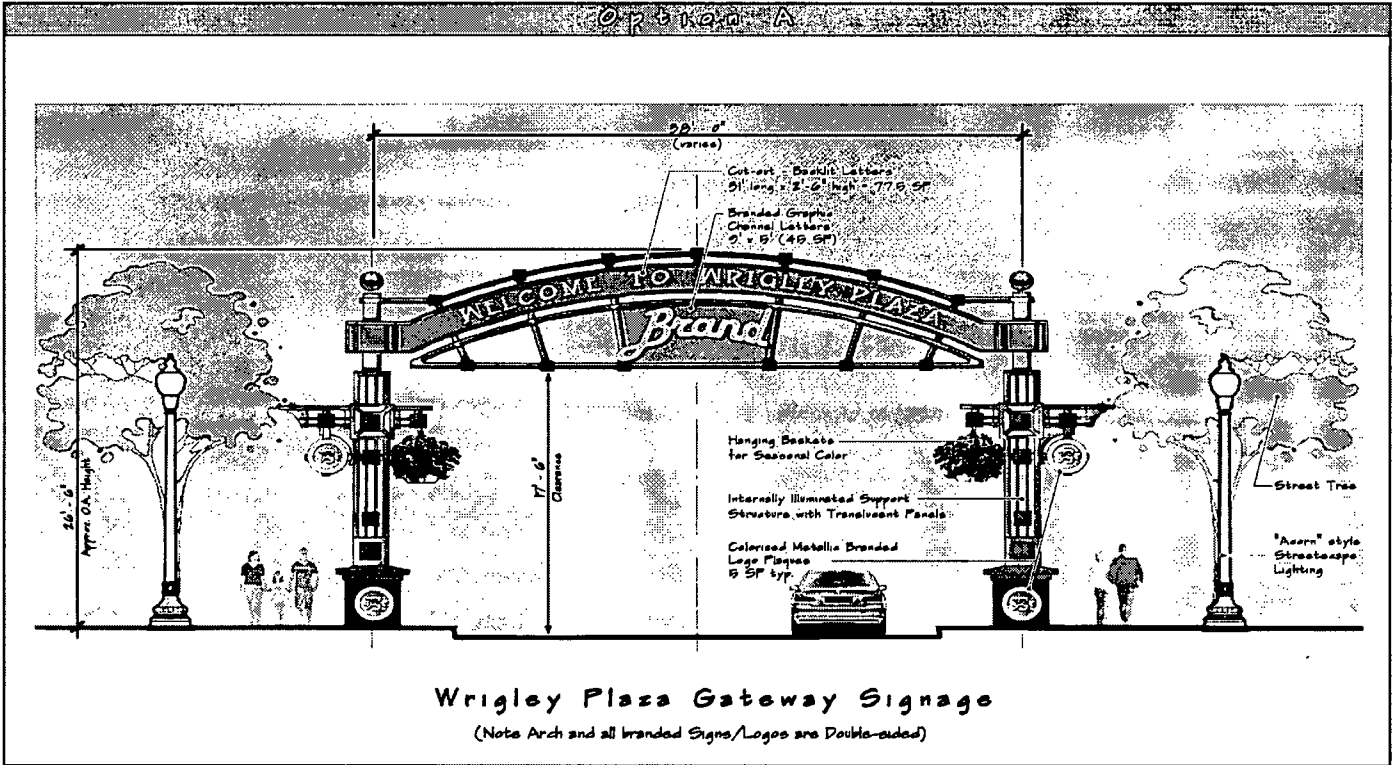 Option A
38' - 0"
(varies)
Cut-out - Backlit Letters
31' long x 2'-6" high = 77.5 SF
Branded Graphic
Channel Letters
9' x 5' (45 SF)
WELCOME TO WRIGLEY PLAZA
Brand
26' - 6"
Approx. O.A. Height
17' - 6"
Clearance
Hanging Baskets
for Seasonal Color
Internally Illuminated Support
Structure with Translucent Panels
Colorized Metallic Branded
Logo Plaques
5 SF typ.
Street Tree
"Acorn" style
Streetscape
Lighting
Wrigley Plaza Gateway Signage
(Note Arch and all branded Signs/Logos are Double-sided)